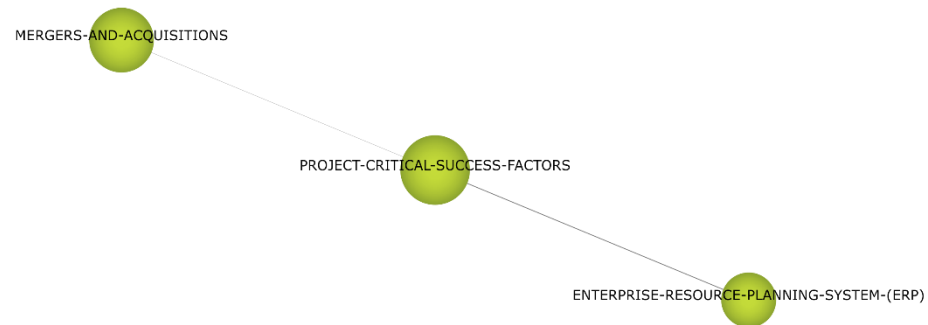 MERGERS-AND-ACQUISITIONS
PROJECT-CRITICAL-SUCCESS-FACTORS
ENTERPRISE-RESOURCE-PLANNING-SYSTEM-(ERP)